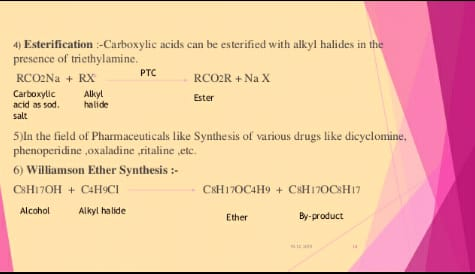 4) Esterification :-Carboxylic acids can be esterified with alkyl halides in the
presence of triethylamine.
RCO2Na + RX PTC RCO2R + Na X
Carboxylic acid as sod. salt Alkyl halide Ester
5)In the field of Pharmaceuticals like Synthesis of various drugs like dicyclomine,
phenoperidine ,oxaladine ,ritaline ,etc.
6) Williamson Ether Synthesis :-
C8H17OH + C4H9Cl C8H17OC4H9 + C8H17OC8H17
Alcohol Alkyl halide Ether By-product